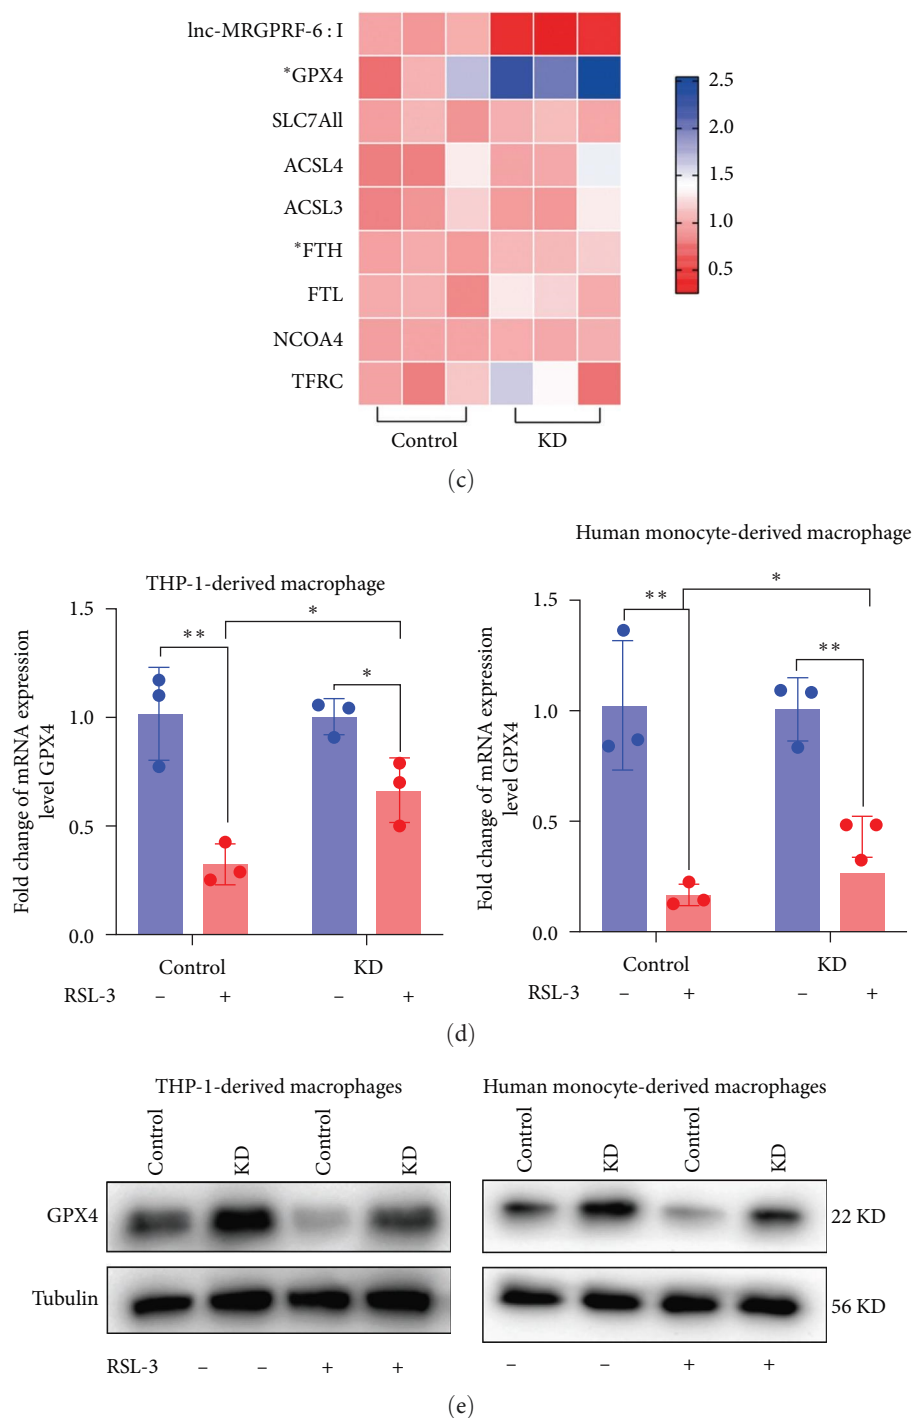 lnc-MRGPRF-6 : I
*GPX4
SLC7All
ACSL4
ACSL3
*FTH
FTL
NCOA4
TFRC
2.5
2.0
1.5
1.0
0.5
Control KD
(c)
THP-1-derived macrophage
Fold change of mRNA expression
level GPX4
1.5
1.0
0.5
0.0
** * *
Control KD
RSL-3 – + – +
Human monocyte-derived macrophage
Fold change of mRNA expression
level GPX4
1.5
1.0
0.5
0.0
** * **
Control KD
RSL-3 – + – +
(d)
THP-1-derived macrophages
Control KD Control KD
GPX4
Tubulin
RSL-3 – – + +
Human monocyte-derived macrophages
Control KD Control KD
22 KD
56 KD
– – + +
(e)